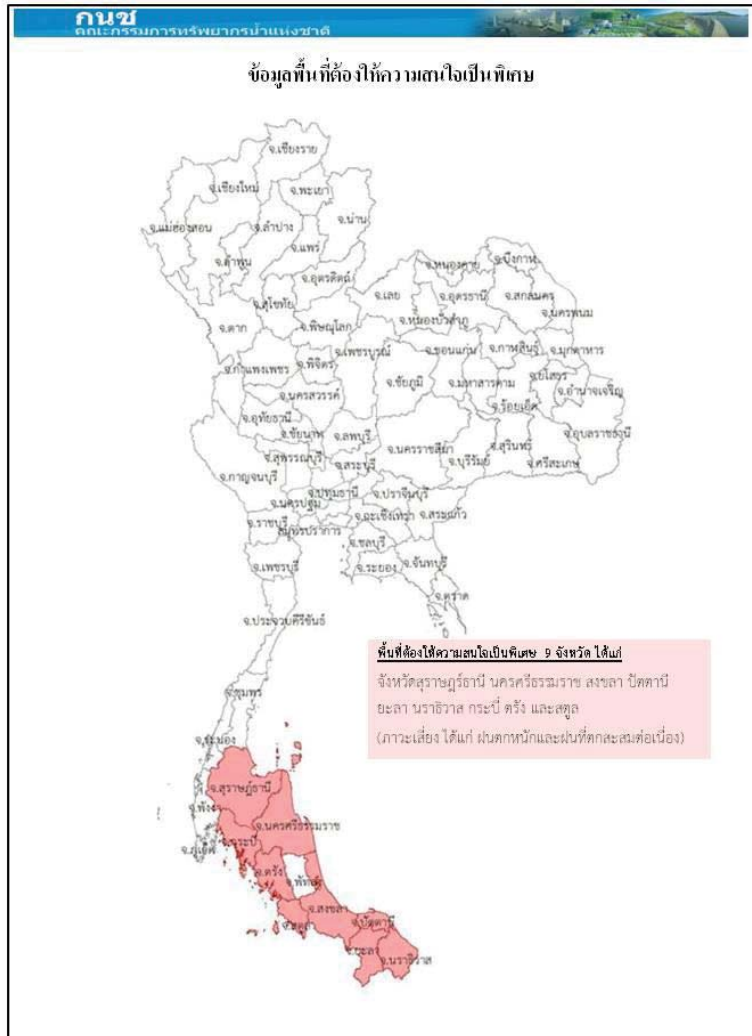 กนช
คณะกรรมการทรัพยากรน้ำแห่งชาติ
ข้อมูลพื้นที่ต้องให้ความสนใจเป็นพิเศษ
จ.เชียงราย
จ.เชียงใหม่
จ.พะเยา
จ.น่าน
จ.แม่ฮ่องสอน
จ.ลำปาง
จ.แพร่
จ.ลำพูน
จ.อุตรดิตถ์
จ.บึงกาฬ
จ.หนองคาย
จ.เลย
จ.อุดรธานี
จ.สกลนคร
จ.นครพนม
จ.สุโขทัย
จ.ตาก
จ.พิษณุโลก
จ.หนองบัวลำภู
จ.เพชรบูรณ์
จ.ขอนแก่น
จ.กาฬสินธุ์
จ.มุกดาหาร
จ.กำแพงเพชร
จ.พิจิตร
จ.ชัยภูมิ
จ.มหาสารคาม
จ.ยโสธร
จ.อำนาจเจริญ
จ.นครสวรรค์
จ.ร้อยเอ็ด
จ.อุทัยธานี
จ.ชัยนาท
จ.ลพบุรี
จ.นครราชสีมา
จ.สุรินทร์
จ.อุบลราชธานี
จ.สุพรรณบุรี
จ.สระบุรี
จ.บุรีรัมย์
จ.ศรีสะเกษ
จ.กาญจนบุรี
จ.ปทุมธานี
จ.ปราจีนบุรี
จ.นครปฐม
จ.ฉะเชิงเทรา
จ.สระแก้ว
จ.ราชบุรี
สมุทรปราการ
จ.ชลบุรี
จ.เพชรบุรี
จ.ระยอง
จ.จันทบุรี
จ.ตราด
จ.ประจวบคีรีขันธ์
พื้นที่ต้องให้ความสนใจเป็นพิเศษ 9 จังหวัด ได้แก่
จังหวัดสุราษฎร์ธานี นครศรีธรรมราช สงขลา ปัตตานี
ยะลา นราธิวาส กระบี่ ตรัง และสตูล
(ภาวะเสี่ยง ได้แก่ ฝนตกหนักและฝนที่ตกสะสมต่อเนื่อง)
จ.ชุมพร
จ.ระนอง
จ.สุราษฎ์ธานี
จ.พังงา
จ.นครศรีธรรมราช
จ.กระบี่
จ.ภูเก็ต
จ.ตรัง
จ.พัทลุง
จ.สงขลา
จ.สตูล
จ.ปัตตานี
จ.ยะลา
จ.นราธิวาส